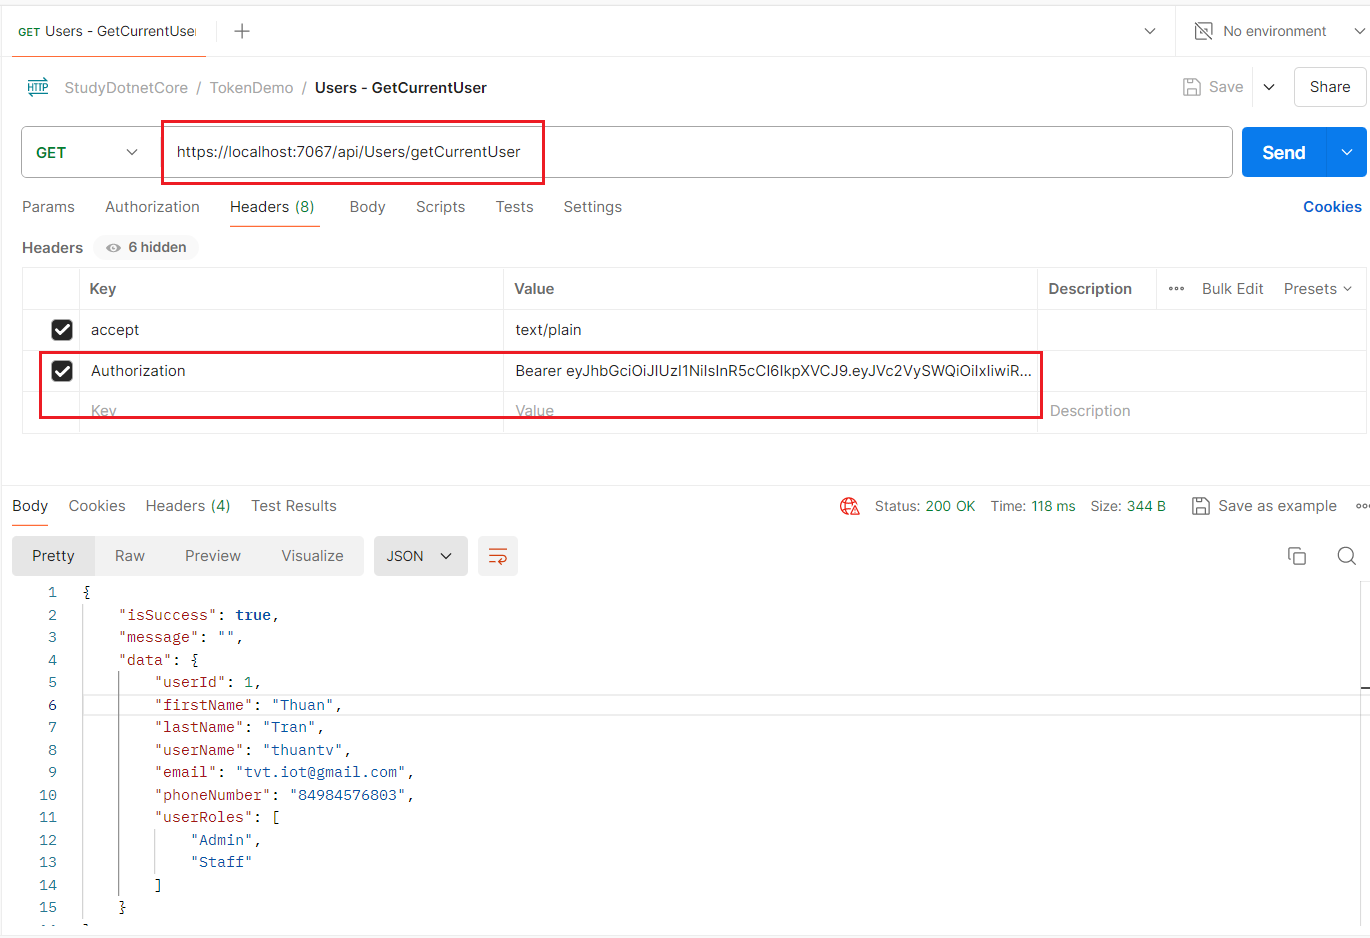 GET Users - GetCurrentUse
No environment
HTTP StudyDotnetCore / TokenDemo / Users - GetCurrentUser
Save
Share
GET
https://localhost:7067/api/Users/getCurrentUser
Send
Params Authorization Headers (8) Body Scripts Tests Settings Cookies
Headers 6 hidden
Key Value Description Bulk Edit Presets
accept text/plain
Authorization Bearer eyJhbGciOiJIUzI1NiIsInR5cCI6IkpXVCJ9.eyJVc2VySWQiOiIxIiwiR...
Key Value Description
Body Cookies Headers (4) Test Results Status: 200 OK Time: 118 ms Size: 344 B Save as example
Pretty Raw Preview Visualize JSON
1 {
2 "isSuccess": true,
3 "message": "",
4 "data": {
5 "userId": 1,
6 "firstName": "Thuan",
7 "lastName": "Tran",
8 "userName": "thuantv",
9 "email": "tvt.iot@gmail.com",
10 "phoneNumber": "84984576803",
11 "userRoles": [
12 "Admin",
13 "Staff"
14 ]
15 }